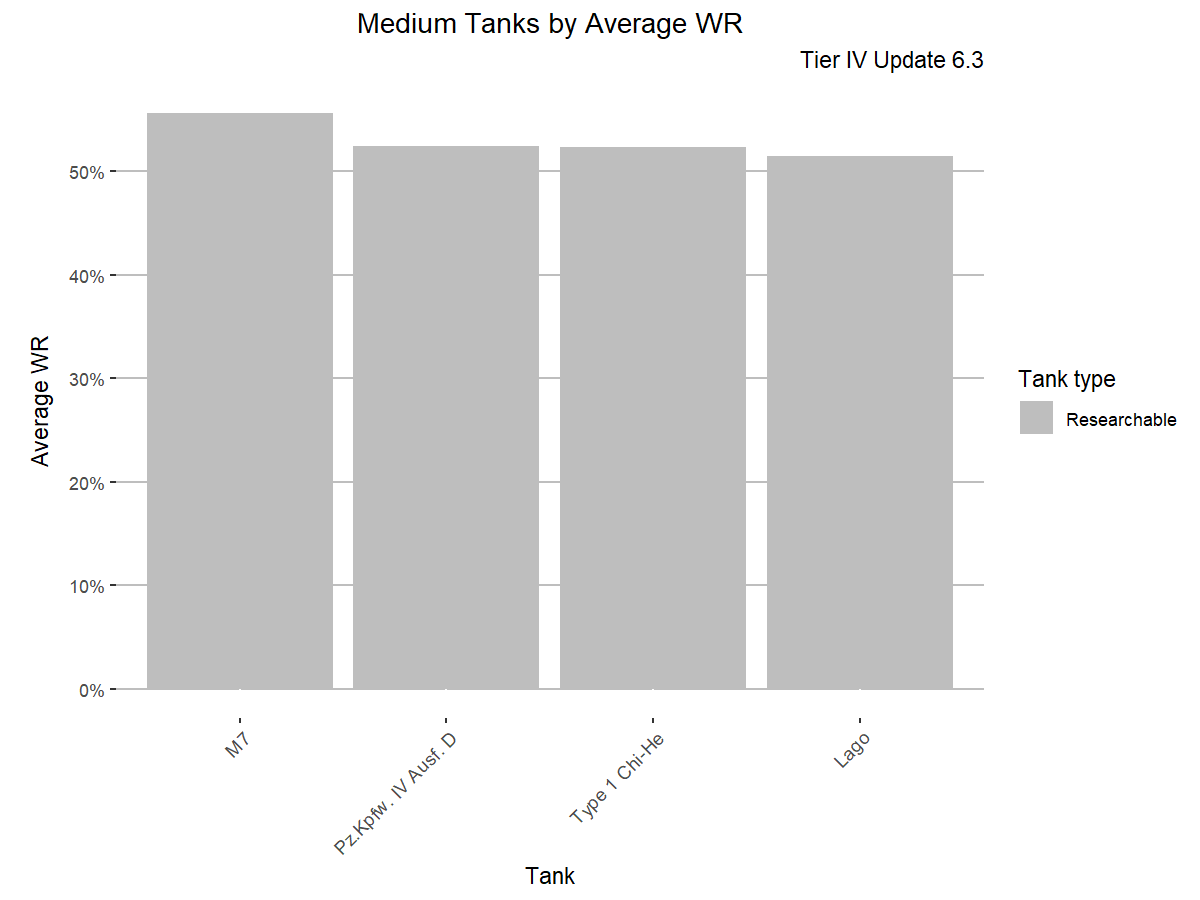 Medium Tanks by Average WR
Tier IV Update 6.3
Average WR
50%
40%
30%
20%
10%
0%
M7
Pz.Kpfw. IV Ausf. D
Type 1 Chi-He
Lago
Tank
Tank type
Researchable